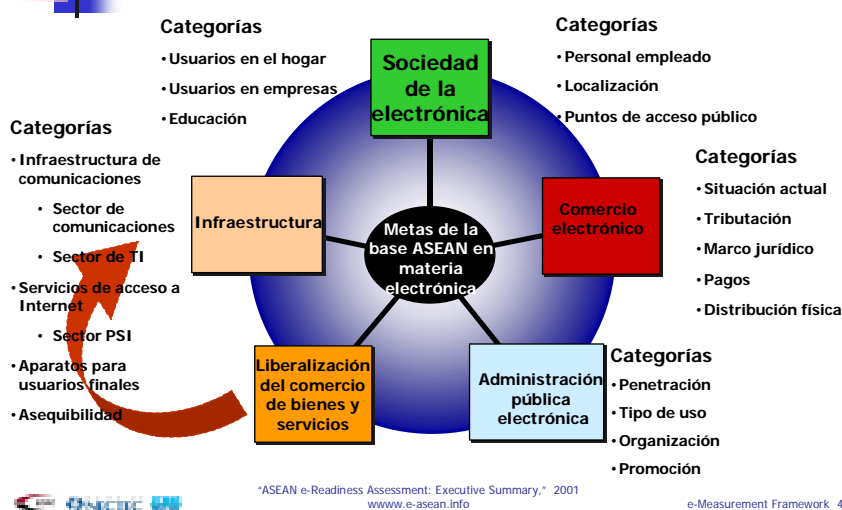 Categorías
•Usuarios en el hogar
•Usuarios en empresas
•Educación
Sociedad
de la
electrónica
Categorías
•Personal empleado
•Localización
•Puntos de acceso público
Categorías
•Infraestructura de
comunicaciones
• Sector de
comunicaciones
• Sector de TI
•Servicios de acceso a
Internet
• Sector PSI
•Aparatos para
usuarios finales
•Asequibilidad
Infraestructura
Metas de la
base ASEAN en
materia
electrónica
Comercio
electrónico
Categorías
•Situación actual
•Tributación
•Marco jurídico
•Pagos
•Distribución física
Liberalización
del comercio
de bienes y
servicios
Administración
pública
electrónica
Categorías
•Penetración
•Tipo de uso
•Organización
•Promoción
"ASEAN e-Readiness Assessment: Executive Summary," 2001
wwww.e-asean.info
e-Measurement Framework 4